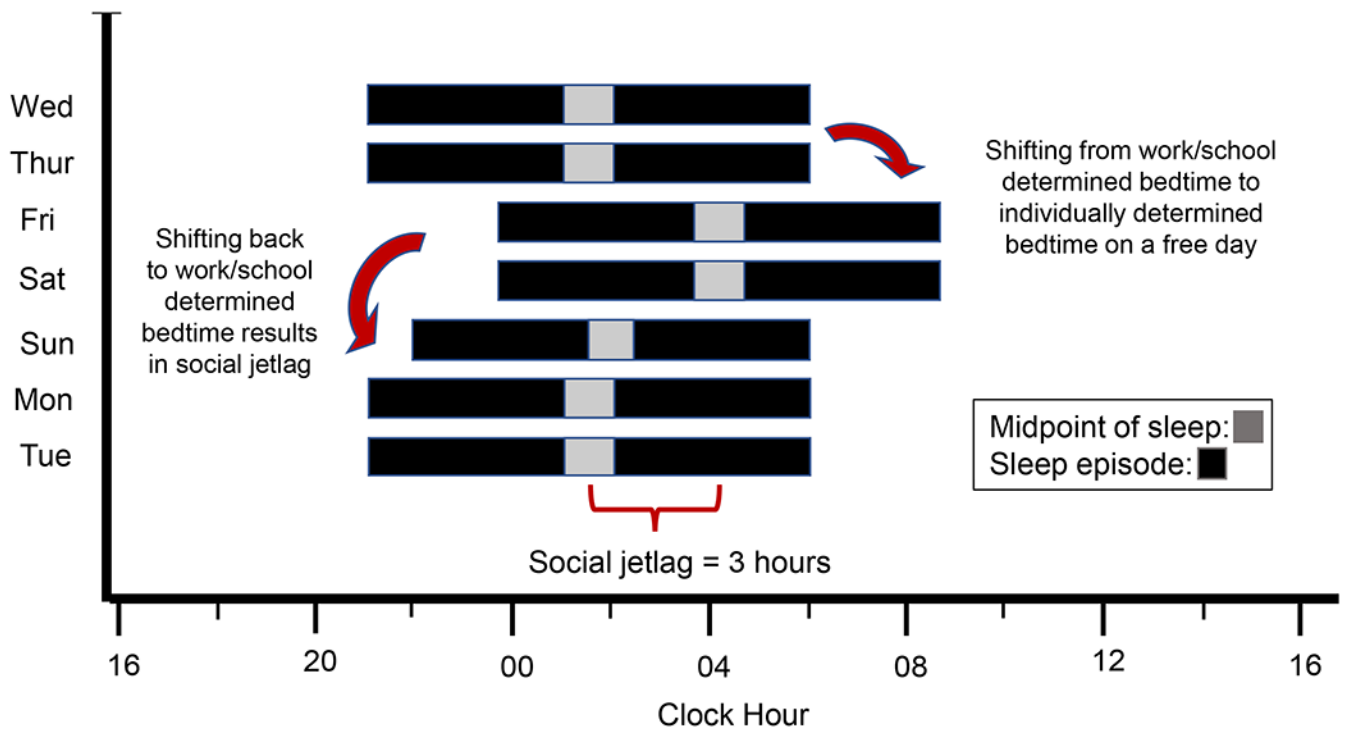 Wed
Thur
Fri
Sat
Sun
Mon
Tue
Shifting from work/school
determined bedtime to
individually determined
bedtime on a free day
Shifting back
to work/school
determined
bedtime results
in social jetlag
Midpoint of sleep:
Sleep episode:
Social jetlag = 3 hours
16 20 00 04 08 12 16
Clock Hour